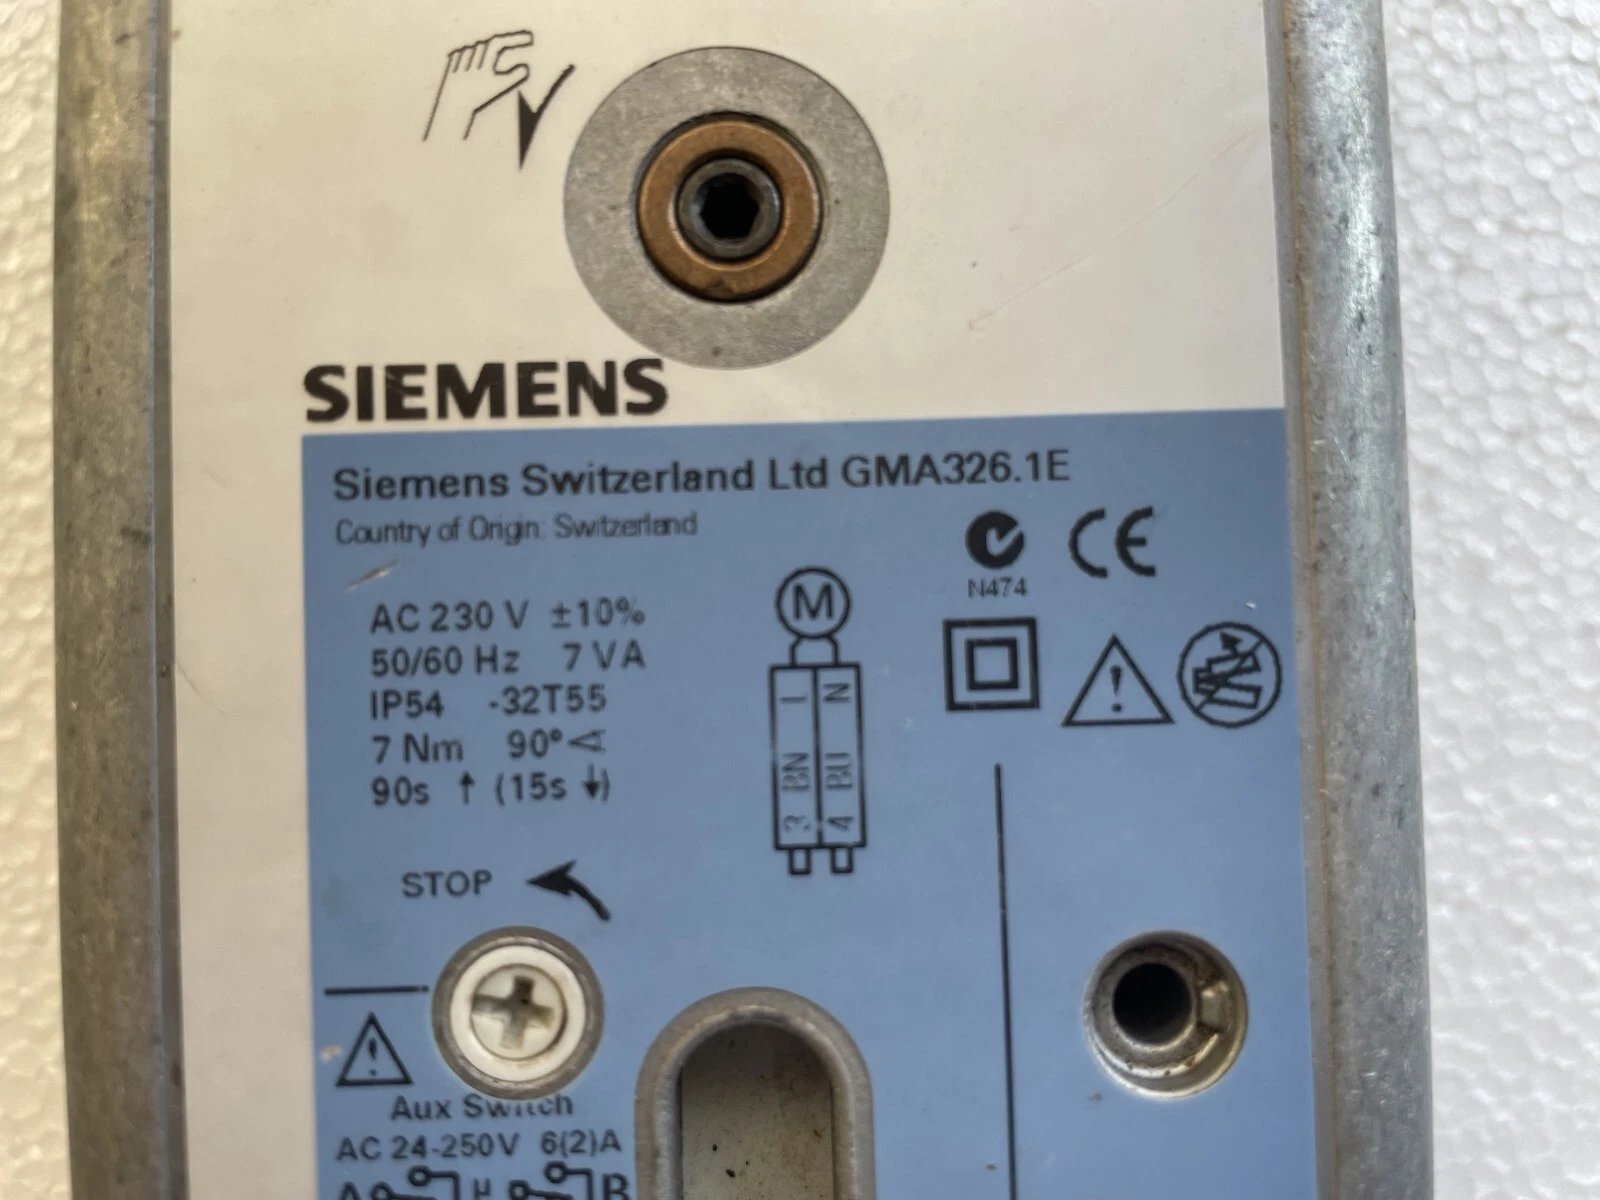 SIEMENS
Siemens Switzerland Ltd GMA326.1E
Country of Origin: Switzerland
N474
CE
AC 230 V ±10%
50/60 Hz 7 VA
IP54 -32T55
7 Nm 90°
90s ↑ (15s ↓)
M
3 BN L
4 BU N
STOP
Aux Switch
AC 24-250V 6(2)A
A B